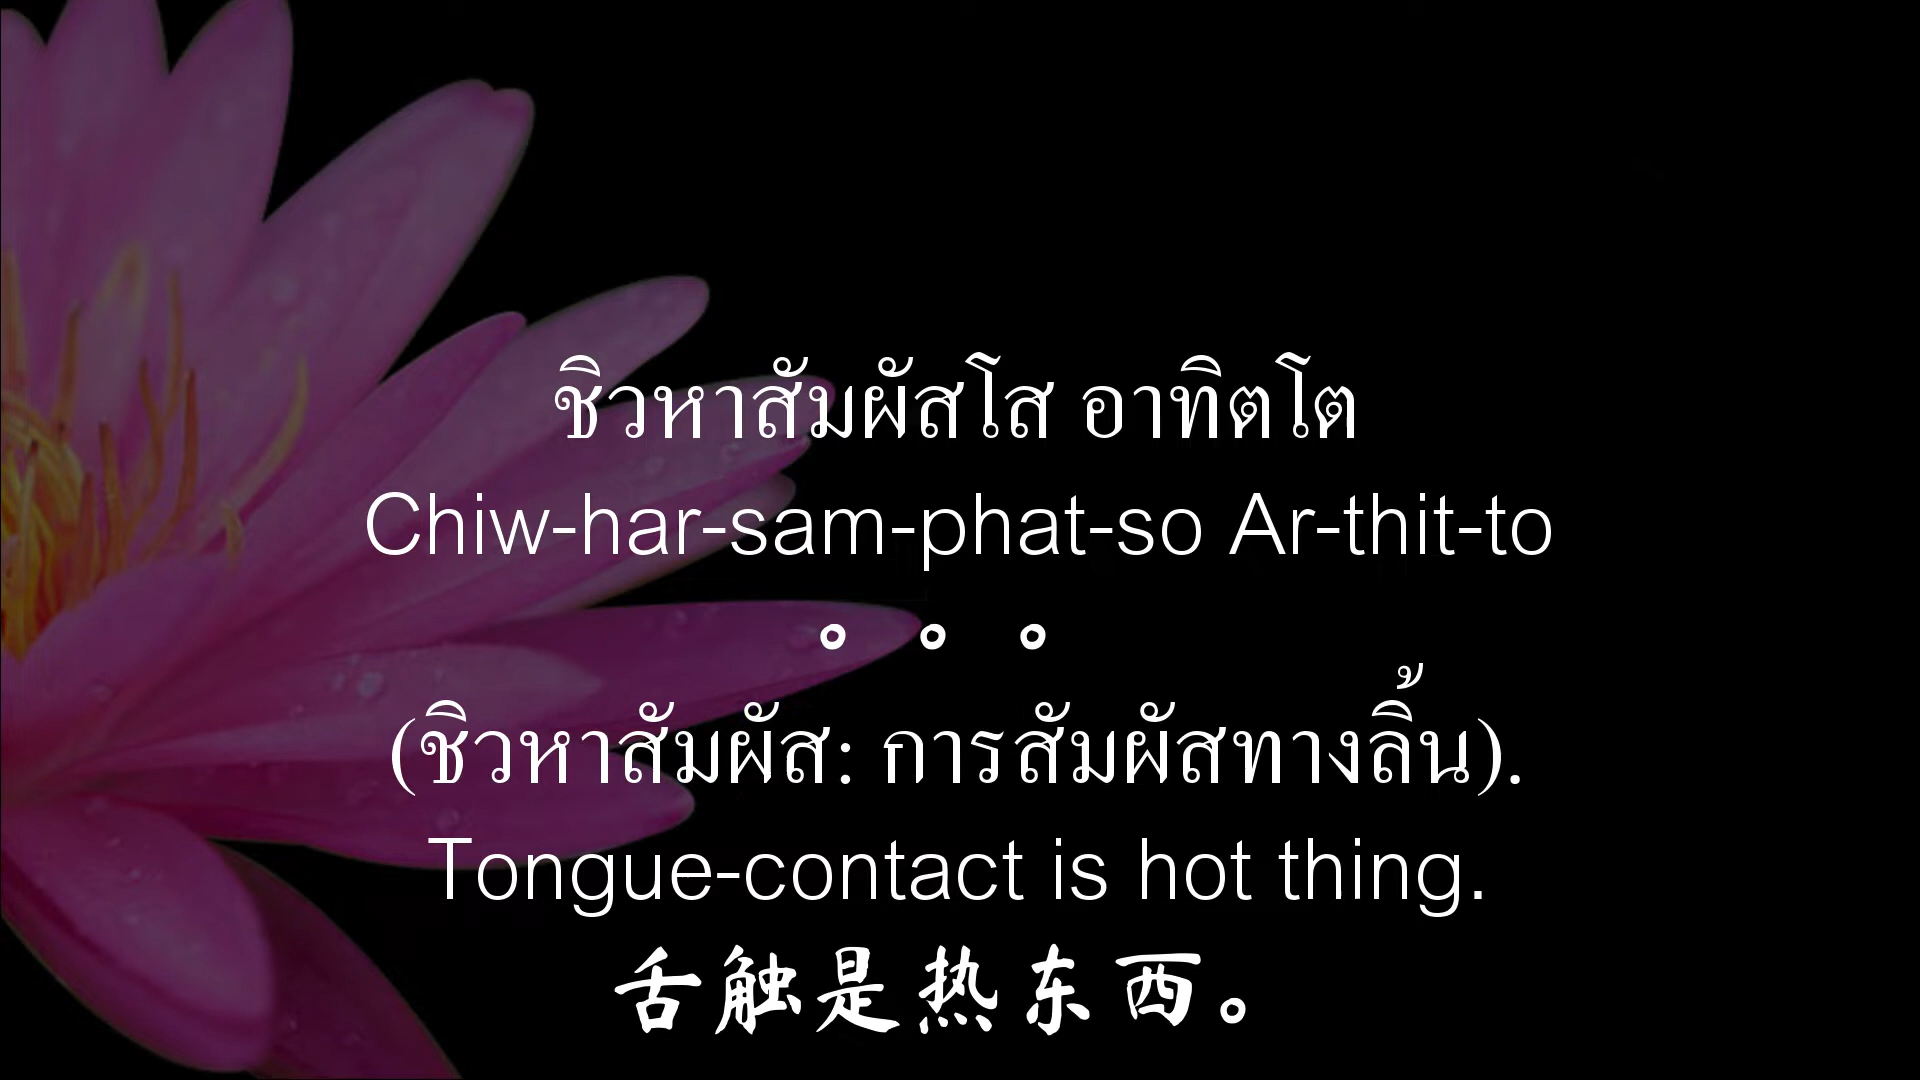 ชิวหาสัมผัสโส อาทิตโต
Chiw-har-sam-phat-so Ar-thit-to
。。。
(ชิวหาสัมผัส: การสัมผัสทางลิ้น).
Tongue-contact is hot thing.
舌触是热东西。